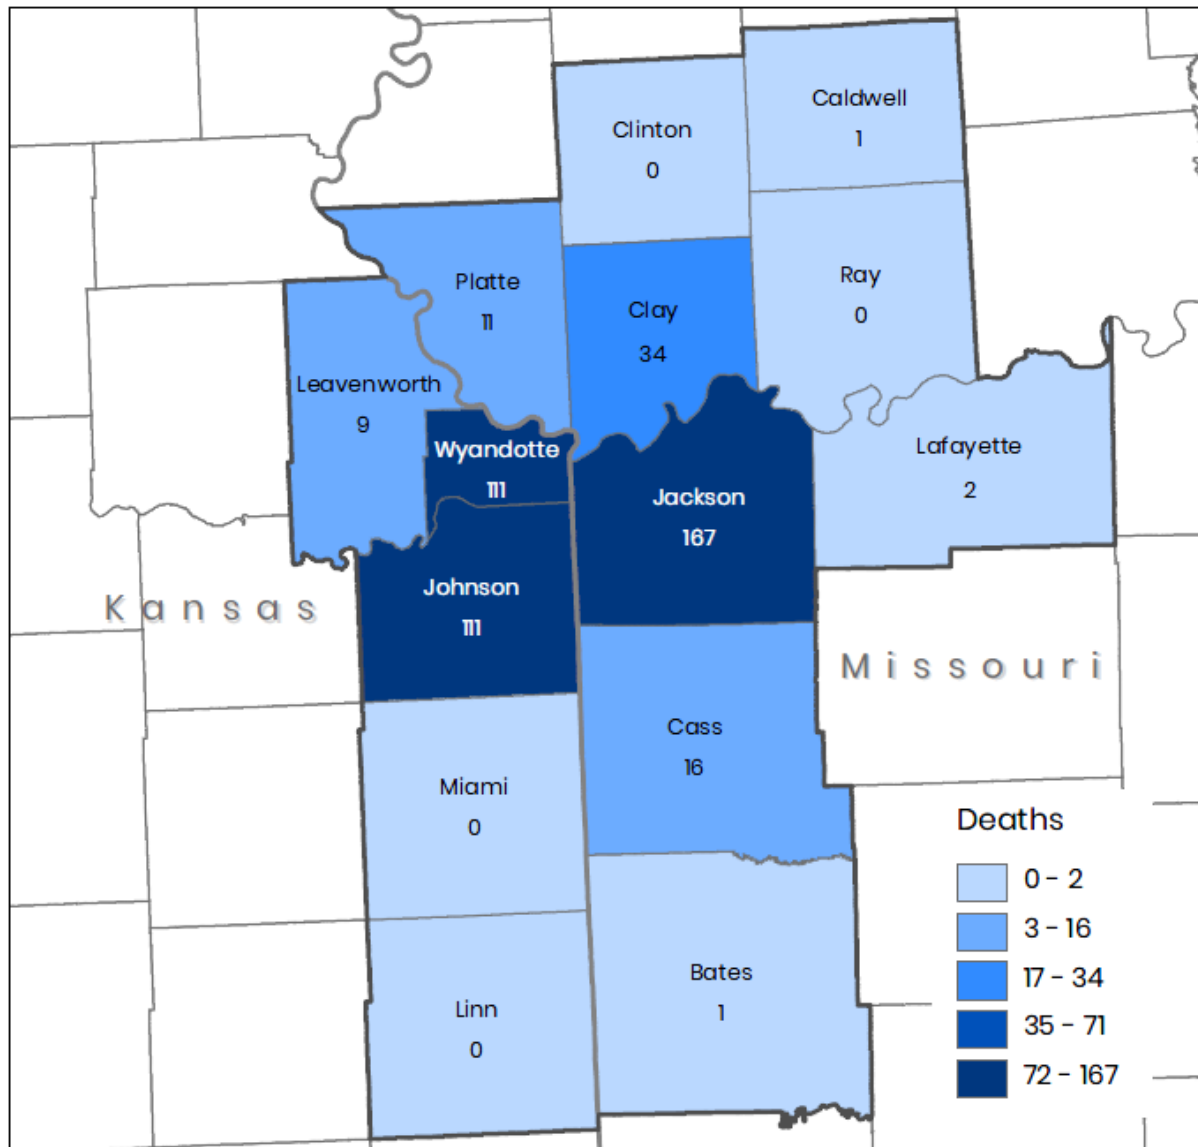 Caldwell
1
Clinton
0
Ray
0
Platte
11
Clay
34
Leavenworth
9
Wyandotte
111
Lafayette
2
Jackson
167
Johnson
111
Kansas
Missouri
Cass
16
Miami
0
Bates
1
Linn
0
Deaths
0 - 2
3 - 16
17 - 34
35 - 71
72 - 167